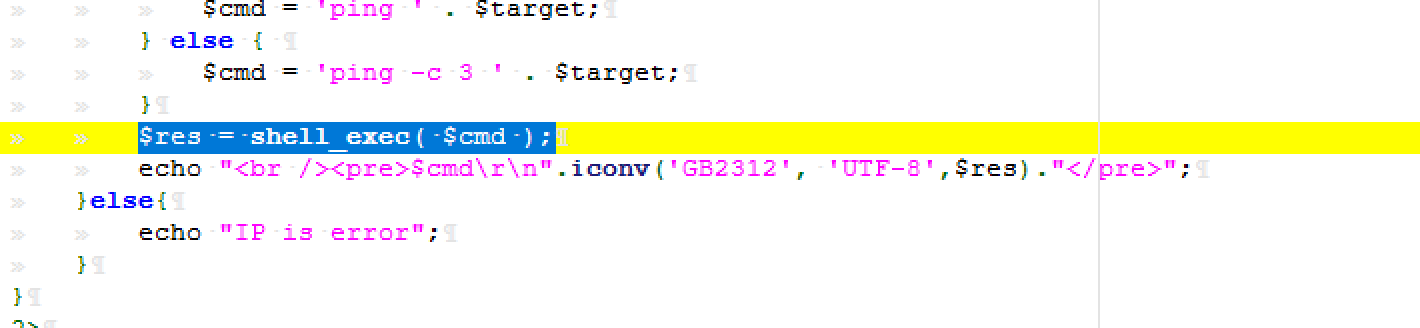 $cmd = 'ping ' . $target;
} else {
$cmd = 'ping -c 3 ' . $target;
}
$res = shell_exec( $cmd );
echo "<br /><pre>$cmd\r\n".iconv('GB2312', 'UTF-8',$res)."</pre>";
}else{
echo "IP is error";
}
}
?>